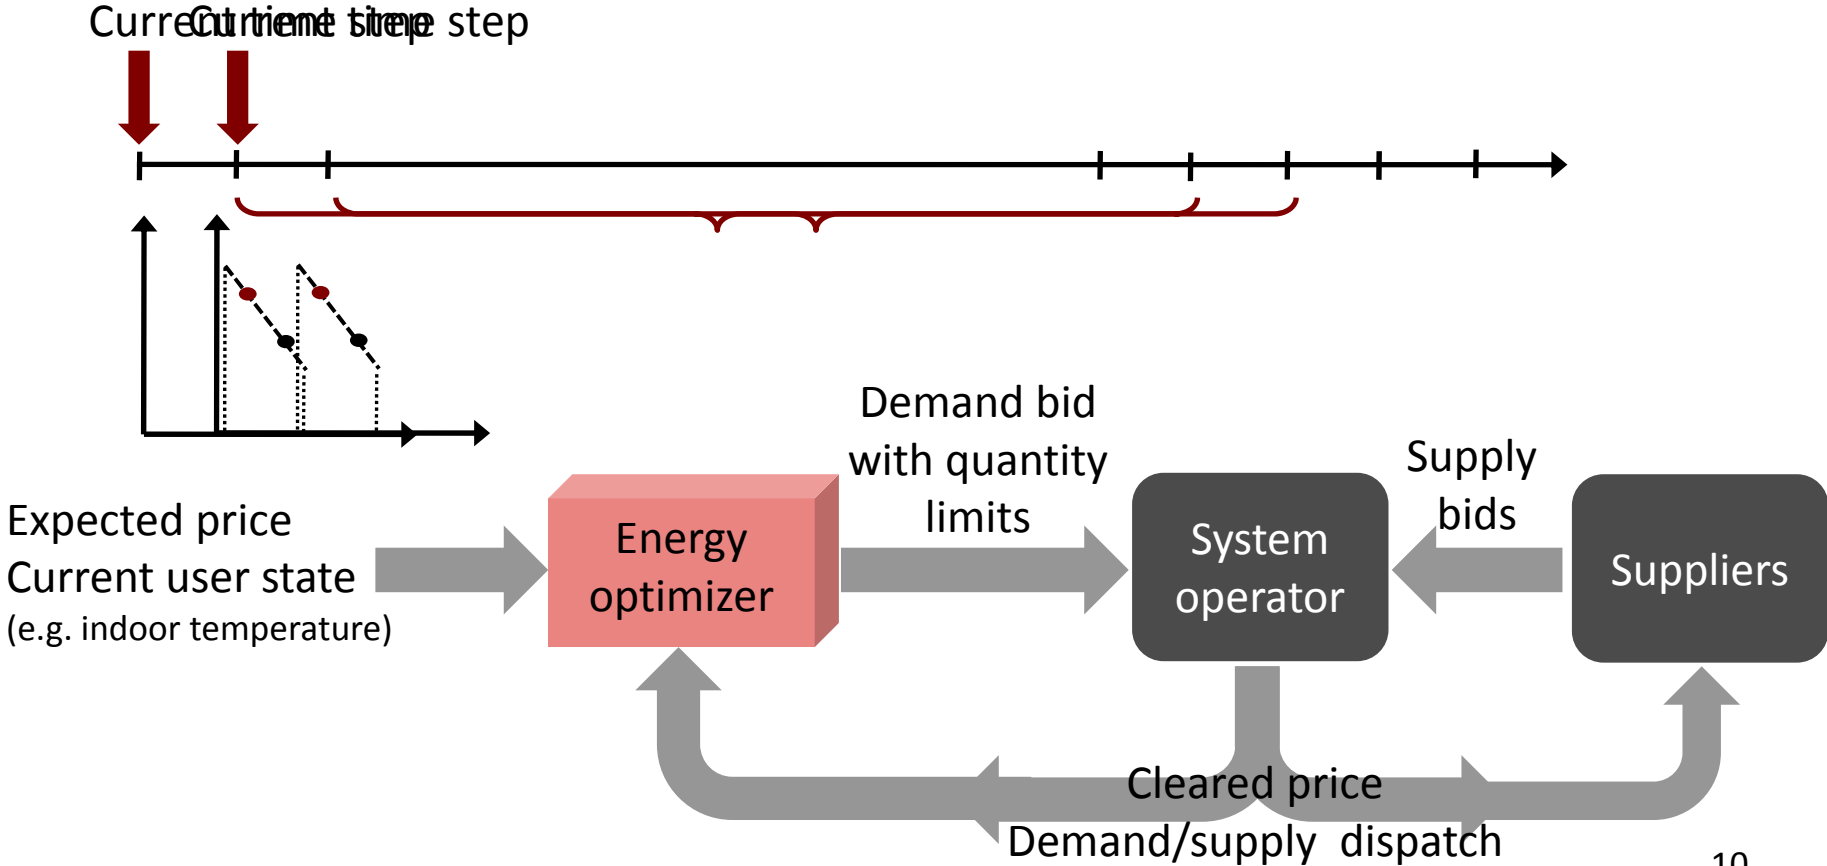 Current time step
Current time step
Demand bid
with quantity
limits
Supply
bids
Expected price
Current user state
(e.g. indoor temperature)
Energy
optimizer
System
operator
Suppliers
Cleared price
Demand/supply dispatch
10